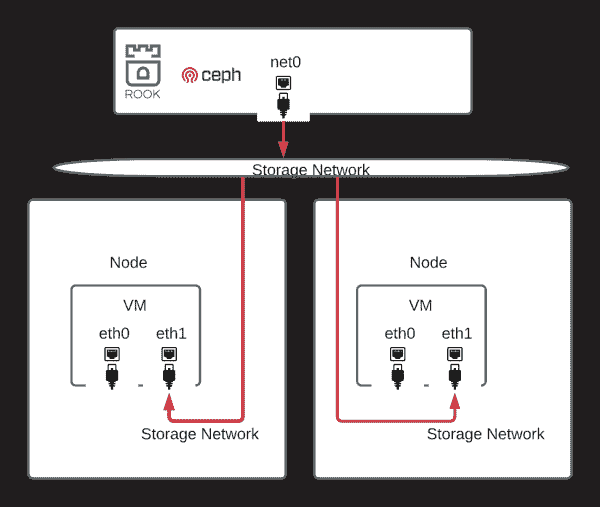 net0
ceph
ROOK
Storage Network
Node
Node
VM
VM
eth0
eth1
eth0
eth1
Storage Network
Storage Network